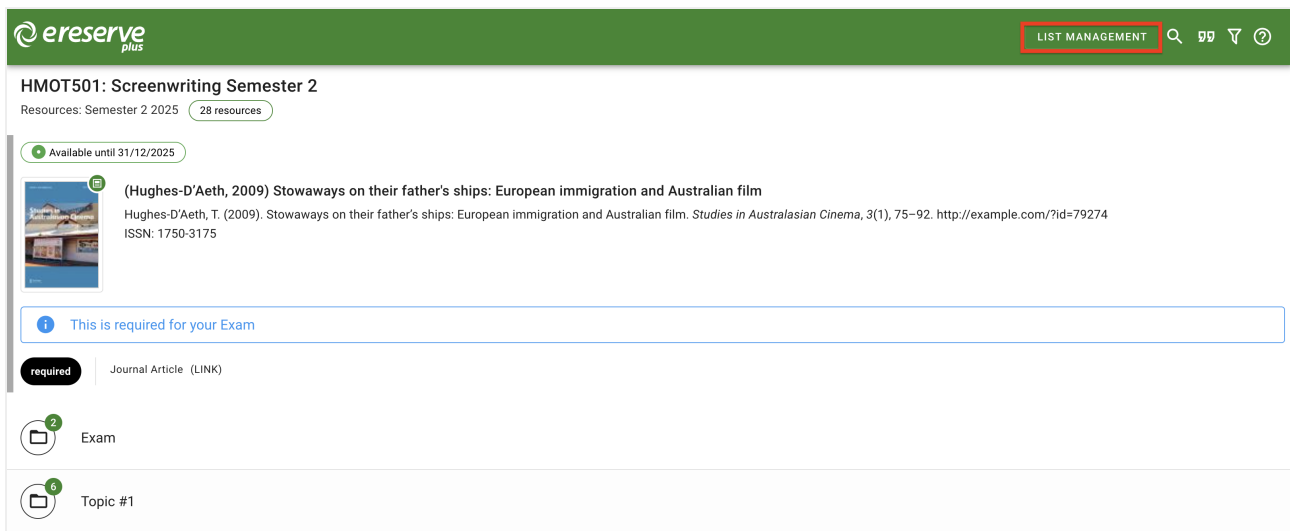 ereserve
plus
LIST MANAGEMENT
HMOT501: Screenwriting Semester 2
Resources: Semester 2 2025 28 resources
Available until 31/12/2025
Studies in
Australasian Cinema
(Hughes-D'Aeth, 2009) Stowaways on their father's ships: European immigration and Australian film
Hughes-D'Aeth, T. (2009). Stowaways on their father's ships: European immigration and Australian film. Studies in Australasian Cinema, 3(1), 75–92. http://example.com/?id=79274
ISSN: 1750-3175
This is required for your Exam
required Journal Article (LINK)
2
Exam
6
Topic #1